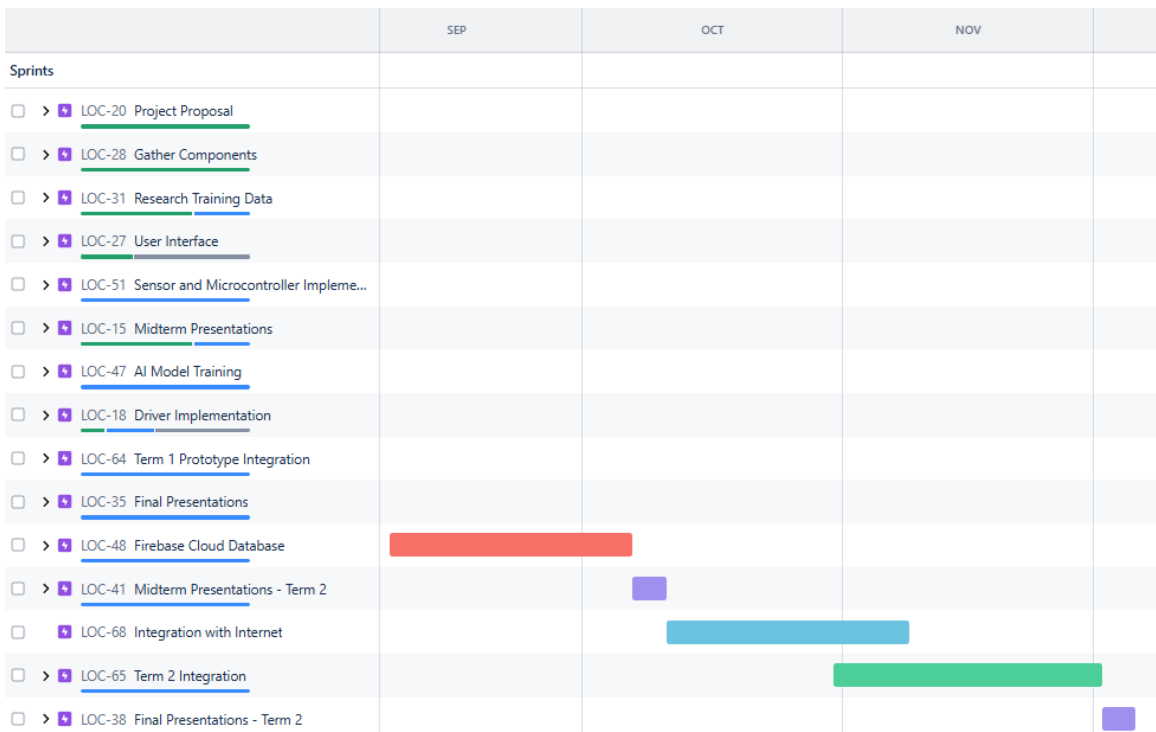 SEP OCT NOV
Sprints
LOC-20 Project Proposal
LOC-28 Gather Components
LOC-31 Research Training Data
LOC-27 User Interface
LOC-51 Sensor and Microcontroller Impleme...
LOC-15 Midterm Presentations
LOC-47 AI Model Training
LOC-18 Driver Implementation
LOC-64 Term 1 Prototype Integration
LOC-35 Final Presentations
LOC-48 Firebase Cloud Database
LOC-41 Midterm Presentations - Term 2
LOC-68 Integration with Internet
LOC-65 Term 2 Integration
LOC-38 Final Presentations - Term 2